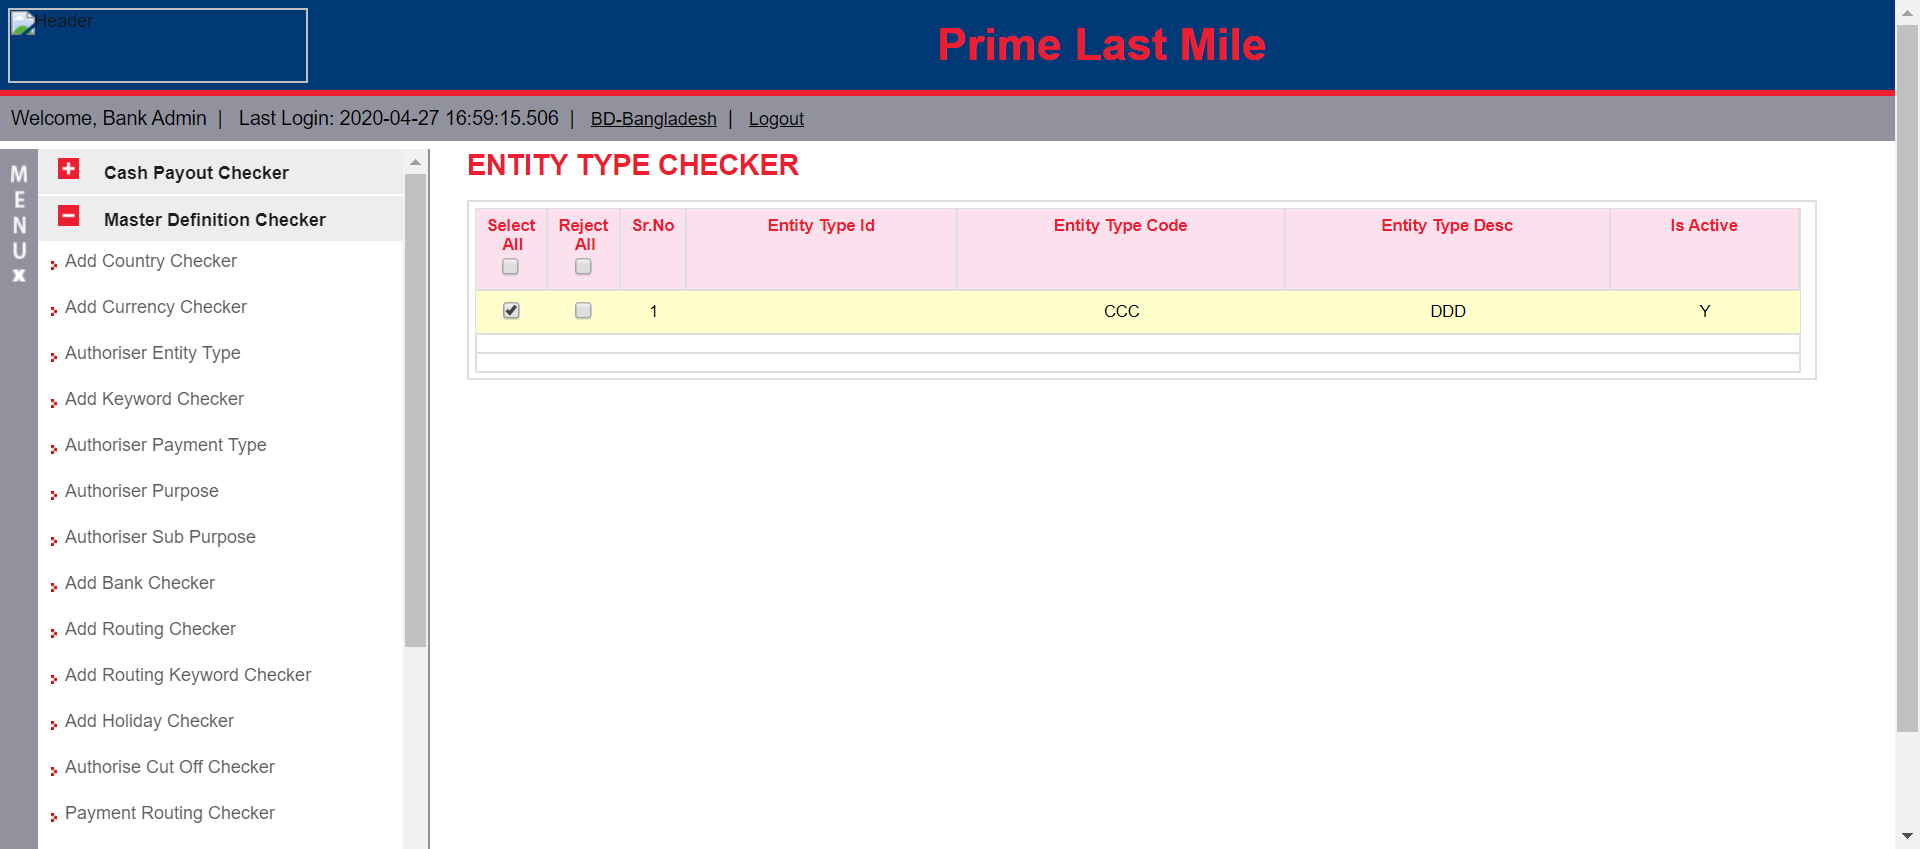 Header
Prime Last Mile
Welcome, Bank Admin | Last Login: 2020-04-27 16:59:15.506 | BD-Bangladesh | Logout
MENU
x
Cash Payout Checker
Master Definition Checker
Add Country Checker
Add Currency Checker
Authoriser Entity Type
Add Keyword Checker
Authoriser Payment Type
Authoriser Purpose
Authoriser Sub Purpose
Add Bank Checker
Add Routing Checker
Add Routing Keyword Checker
Add Holiday Checker
Authorise Cut Off Checker
Payment Routing Checker
ENTITY TYPE CHECKER
Select All Reject All Sr.No Entity Type Id Entity Type Code Entity Type Desc Is Active
1 CCC DDD Y